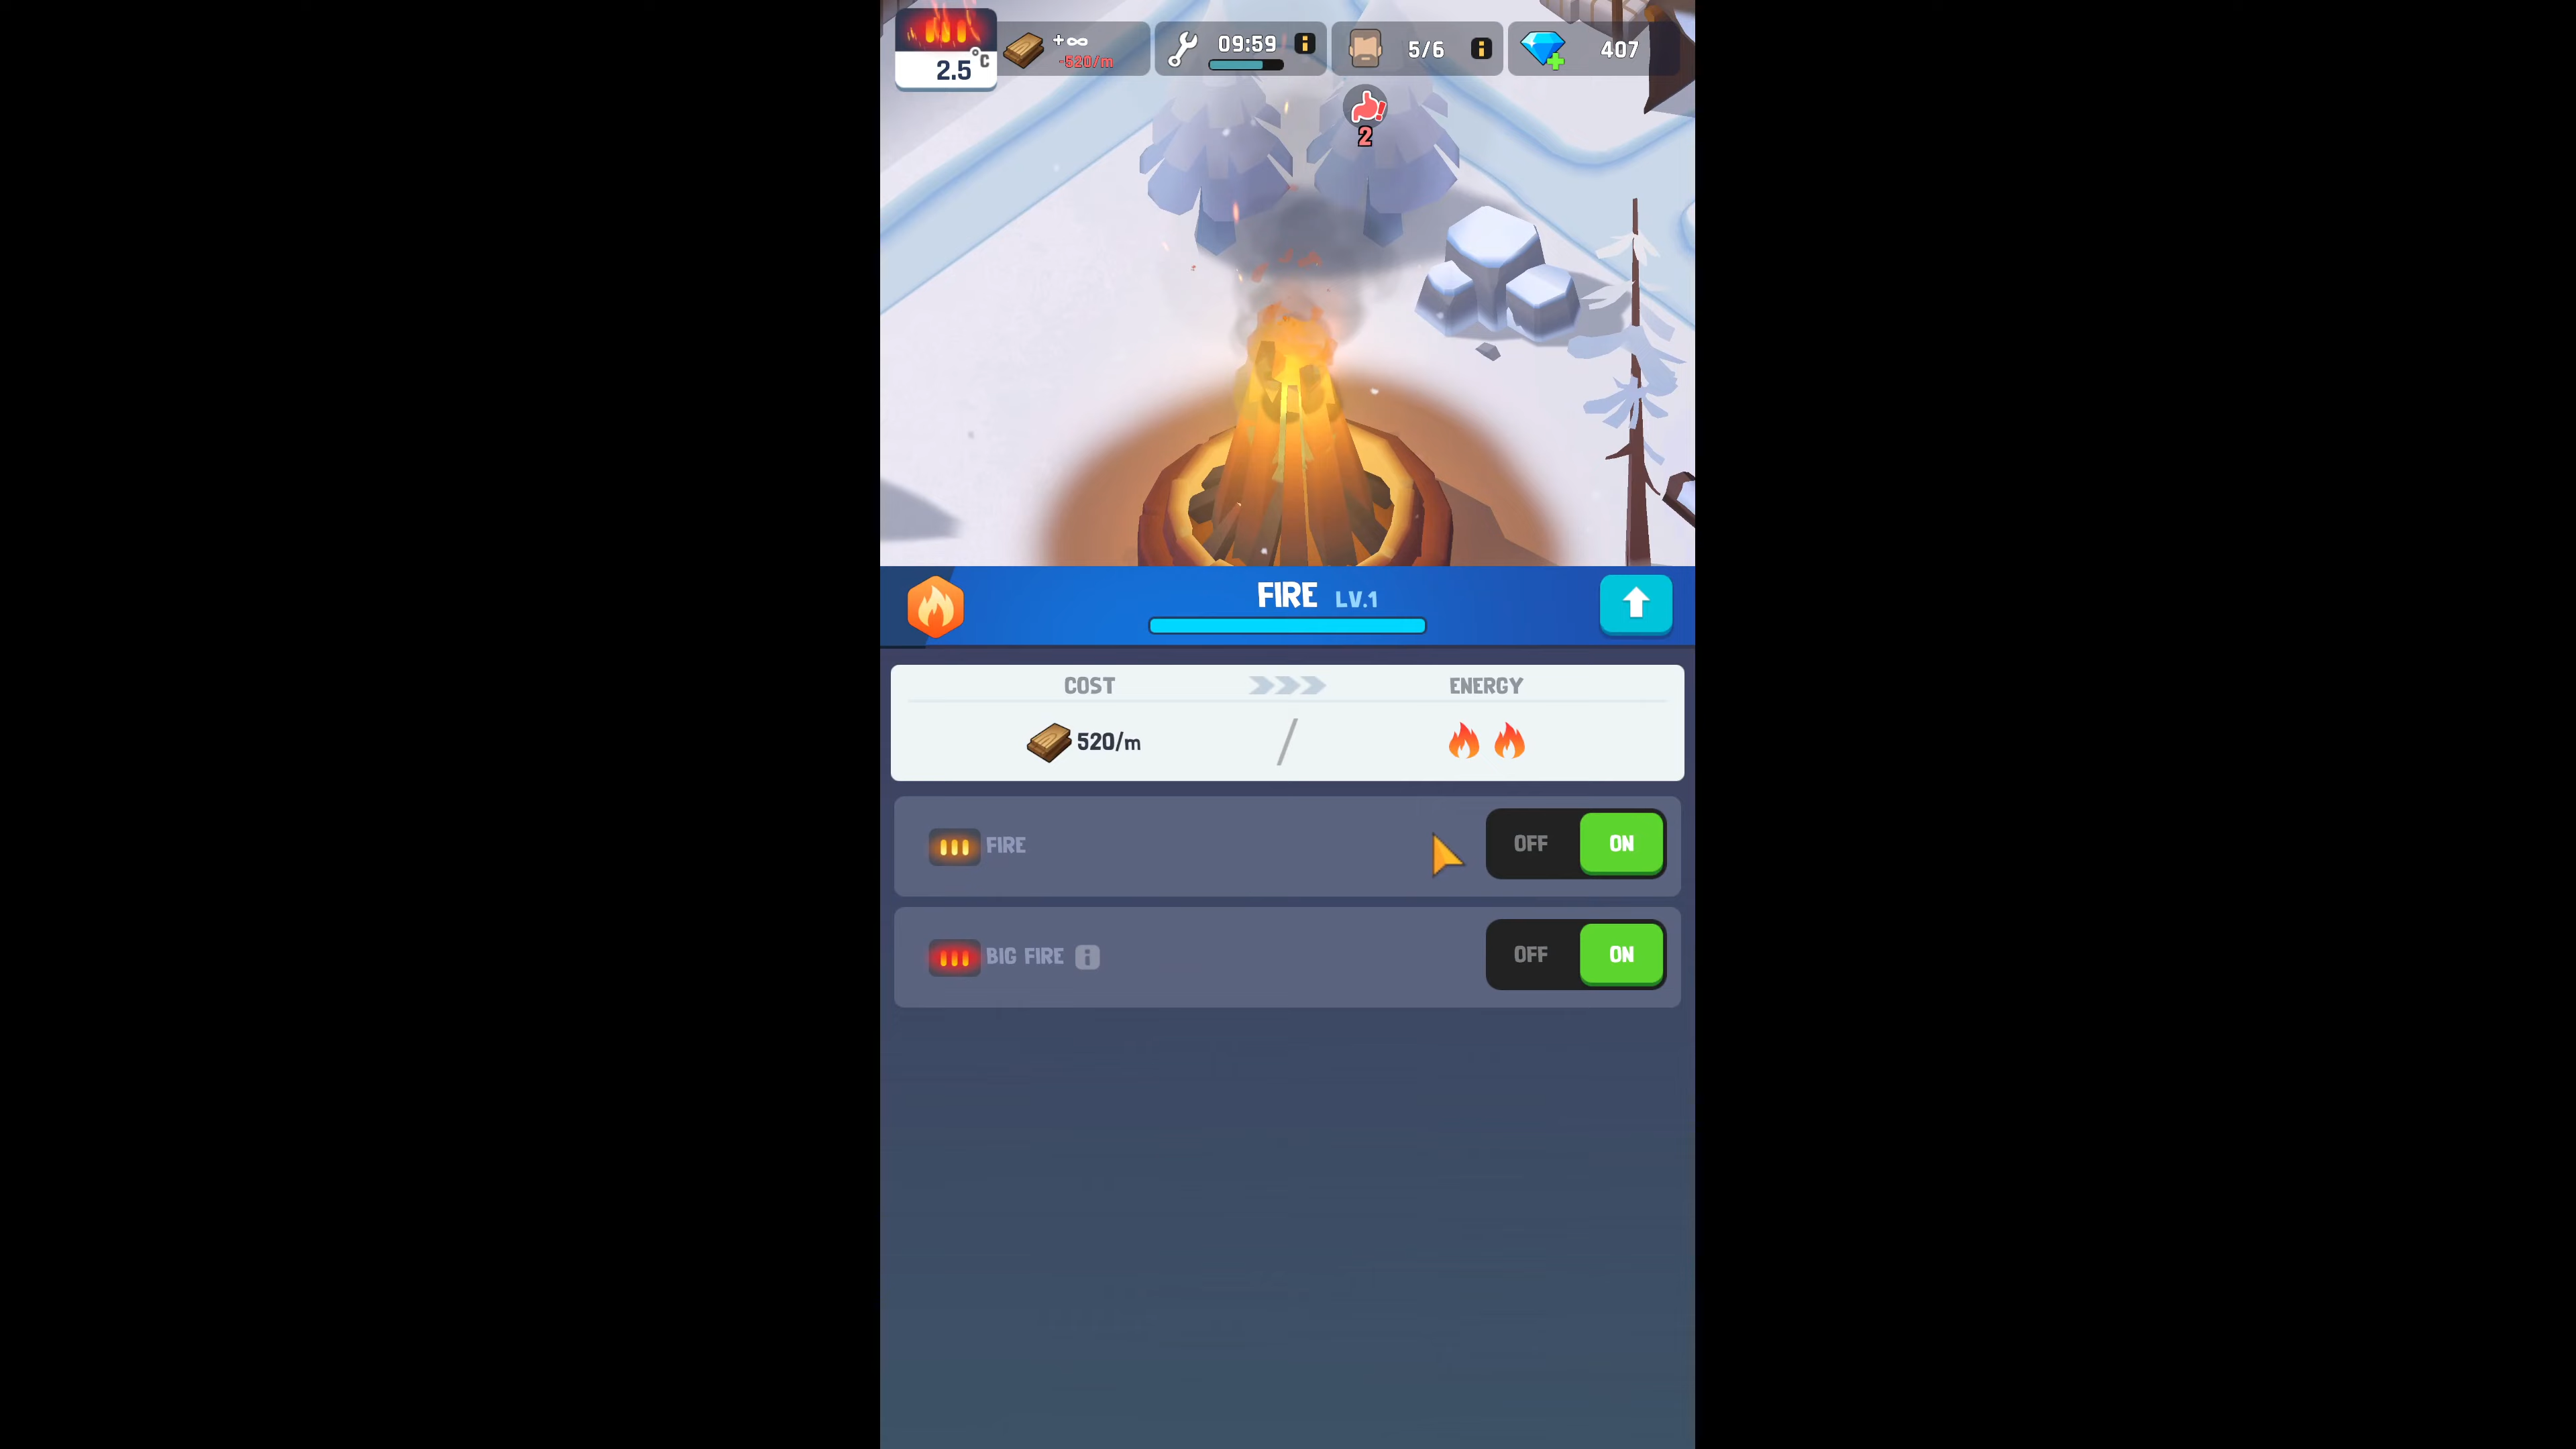 2.5°C
+∞
-520/m
09:59
5/6
407
2
FIRE LV.1
COST
ENERGY
520/m
/
FIRE
OFF
ON
BIG FIRE
OFF
ON